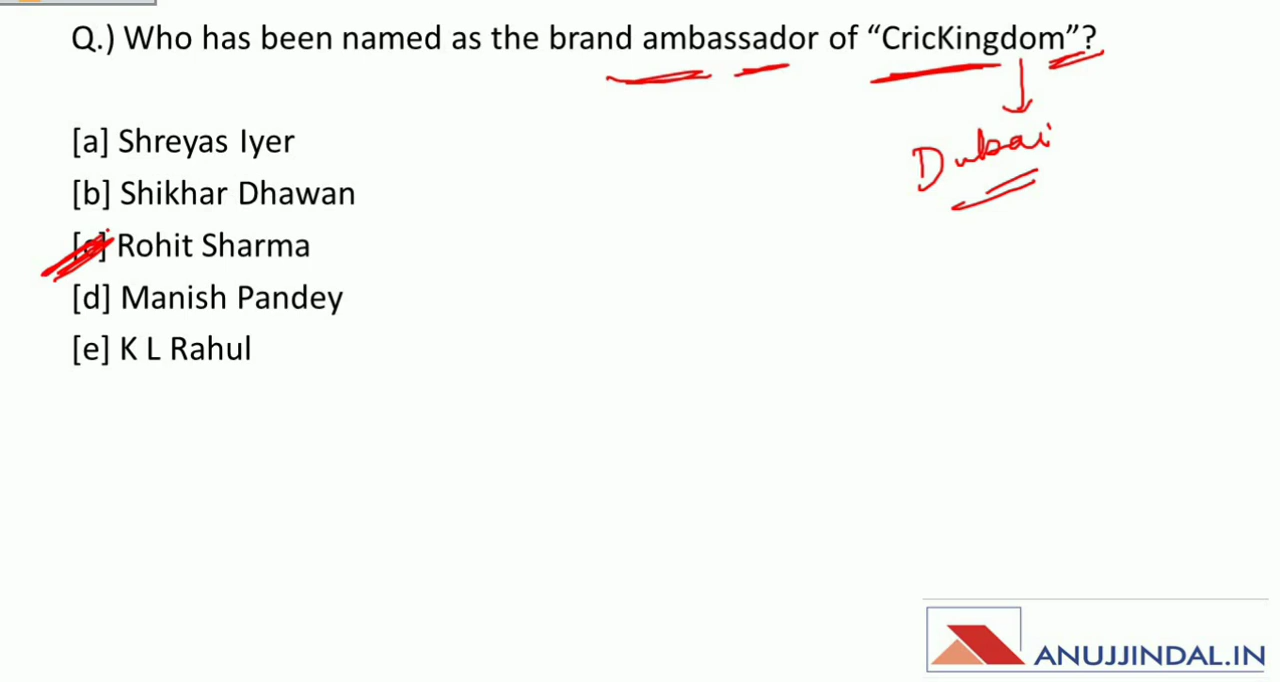 Q.) Who has been named as the brand ambassador of “CricKingdom”?
Dubai
[a] Shreyas Iyer
[b] Shikhar Dhawan
[c] Rohit Sharma
[d] Manish Pandey
[e] K L Rahul
ANUJJINDAL.IN